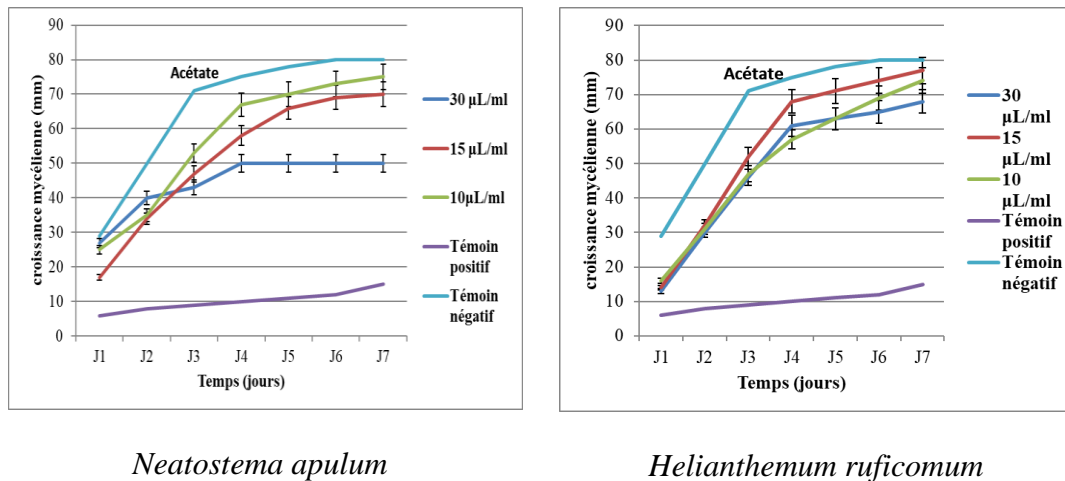 90
80
70
60
50
40
30
20
10
0
croissance mycélienne (mm)
Acétate
J1 J2 J3 J4 J5 J6 J7
Temps (jours)
30 µL/ml
15 µL/ml
10µL/ml
Témoin
positif
Témoin
négatif
Neatostema apulum
90
80
70
60
50
40
30
20
10
0
croissance mycélienne (mm)
Acétate
J1 J2 J3 J4 J5 J6 J7
Temps (jours)
30
µL/ml
15
µL/ml
10
µL/ml
Témoin
positif
Témoin
négatif
Helianthemum ruficomum